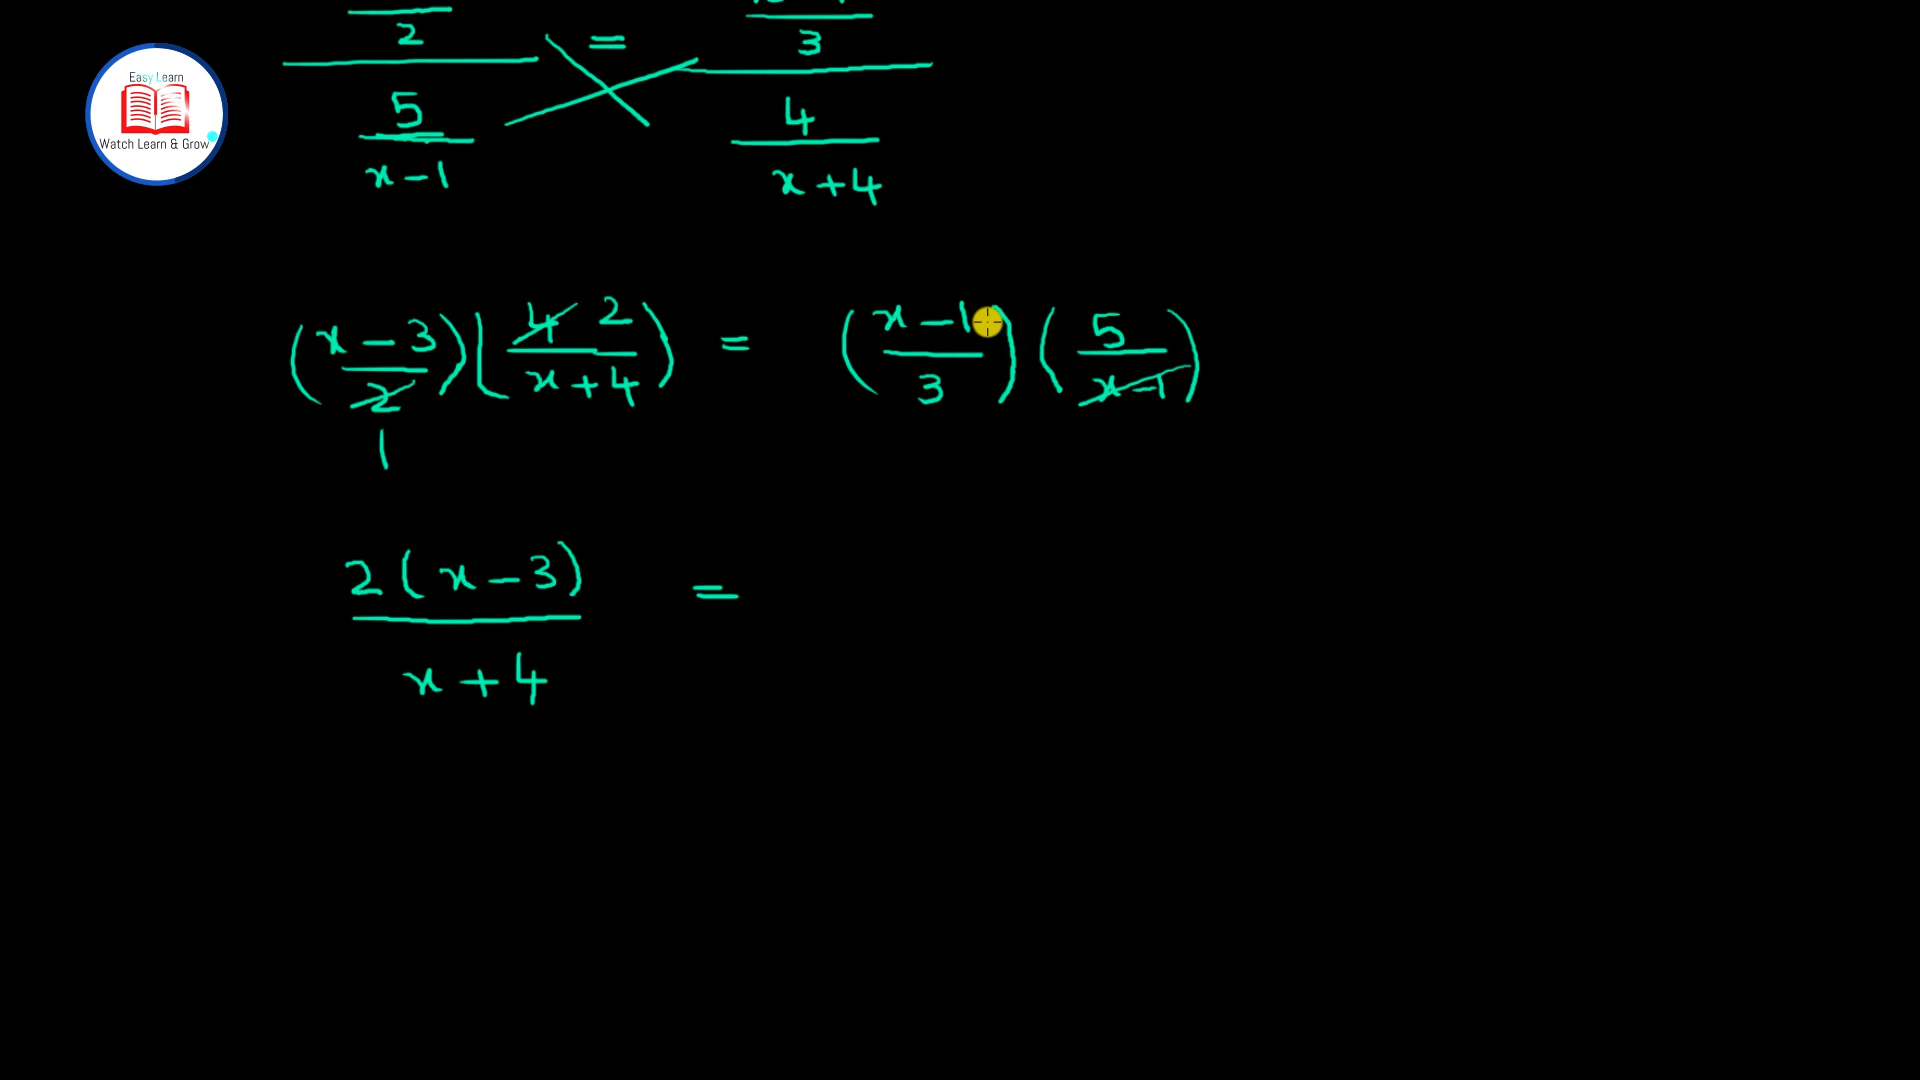 Easy Learn
Watch Learn & Grow
2 = 3
5 4
x-1 x+4
(x-3/2)(4 2/x+4) = (x-1/3)(5/x-1)
1
2(x-3) =
x+4